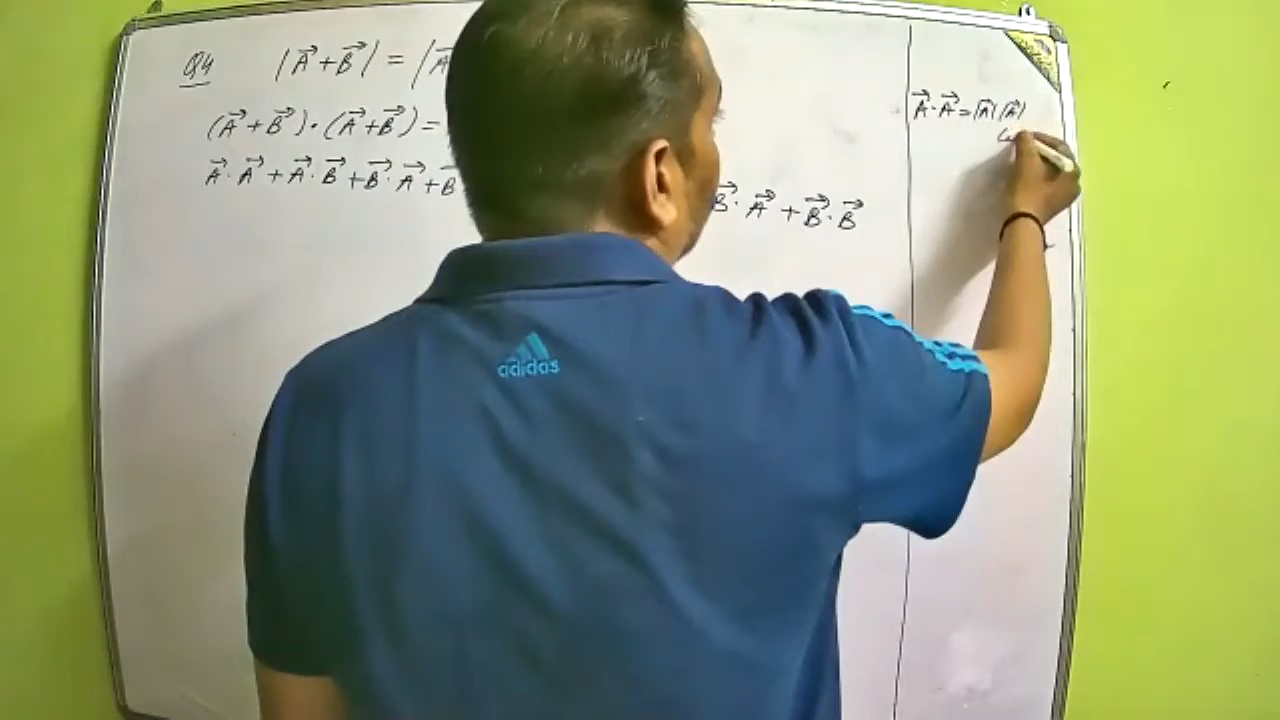 Q4 |A⃗ + B⃗| = |A⃗
(A⃗ + B⃗) · (A⃗ + B⃗) =
A⃗ · A⃗ + A⃗ · B⃗ + B⃗ · A⃗ + B⃗
B⃗ · A⃗ + B⃗ · B⃗
A⃗ · A⃗ = |A⃗| |A⃗|
adidas